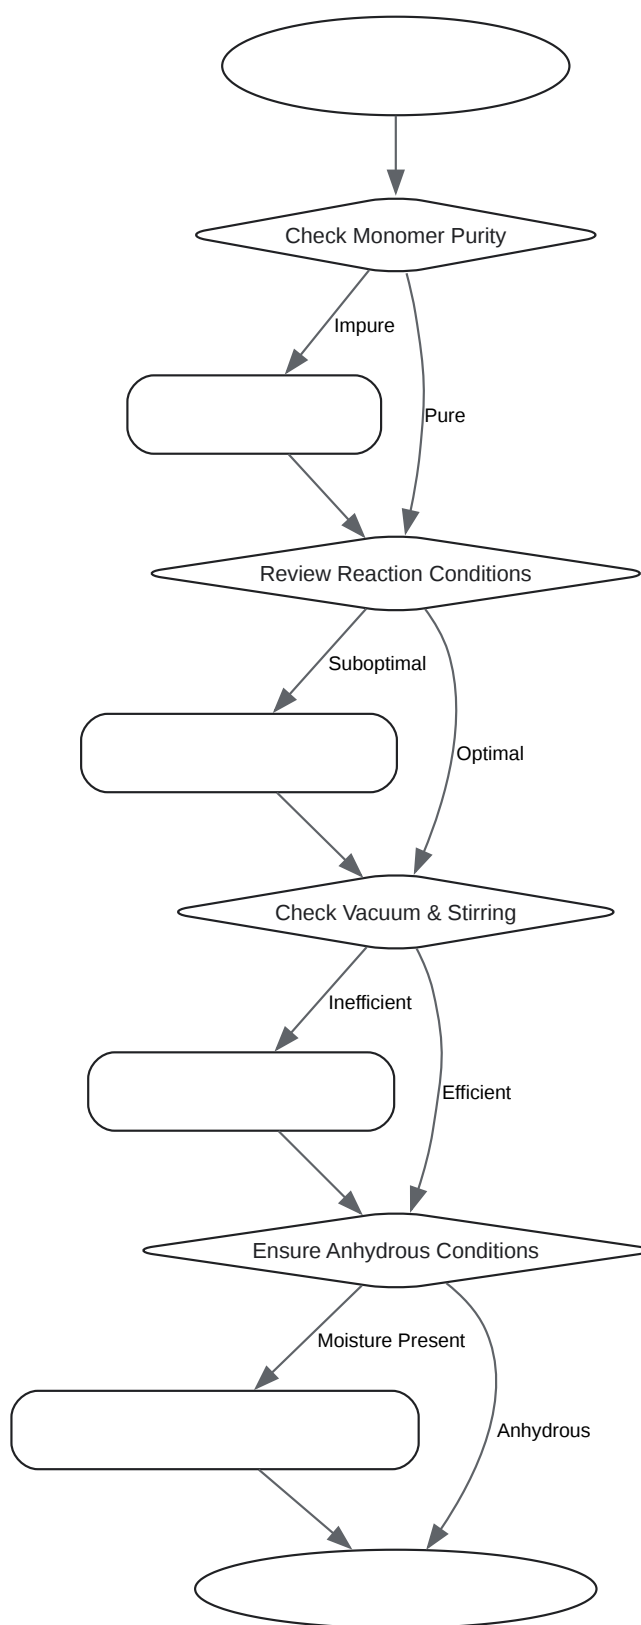 Check Monomer Purity
Impure
Pure
Review Reaction Conditions
Suboptimal
Optimal
Check Vacuum & Stirring
Inefficient
Efficient
Ensure Anhydrous Conditions
Moisture Present
Anhydrous